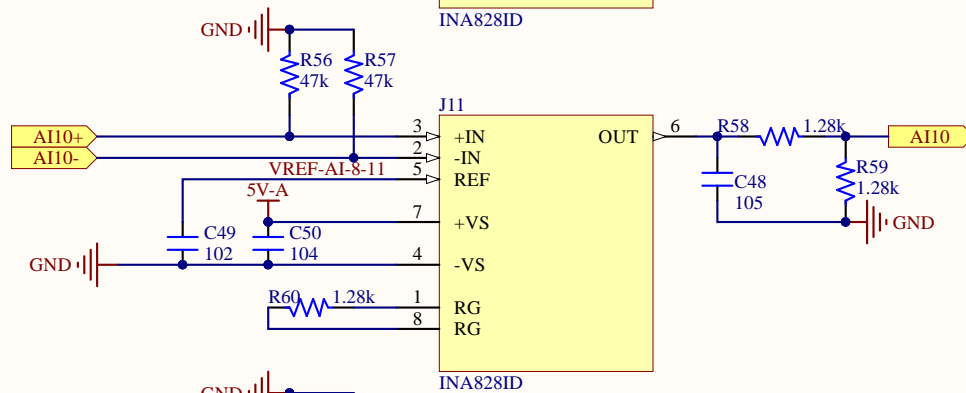 INA828ID
GND
R56
47k
R57
47k
J11
AI10+
AI10-
3
+IN
2
-IN
5
REF
VREF-AI-8-11
5V-A
7
+VS
4
-VS
1
RG
8
RG
OUT
6
R58
1.28k
AI10
C48
105
R59
1.28k
GND
C49
102
C50
104
GND
R60
1.28k
INA828ID
GND